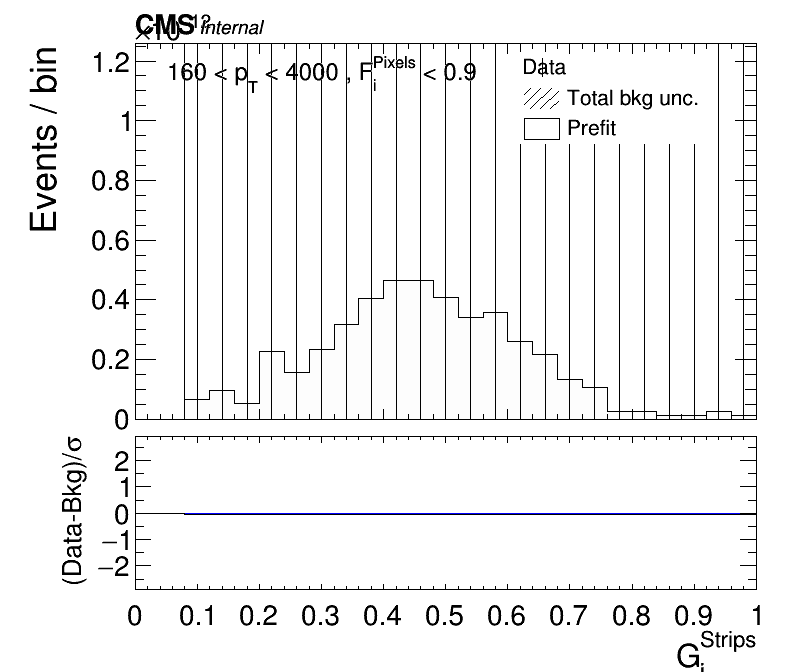 CMS Internal
×10¹²
160 < p_T < 4000 , F_i^Pixels < 0.9
Data
Total bkg unc.
Prefit
Events / bin
1.2
1
0.8
0.6
0.4
0.2
0
(Data-Bkg)/σ
2
1
0
−1
−2
0 0.1 0.2 0.3 0.4 0.5 0.6 0.7 0.8 0.9 1
G_i^Strips